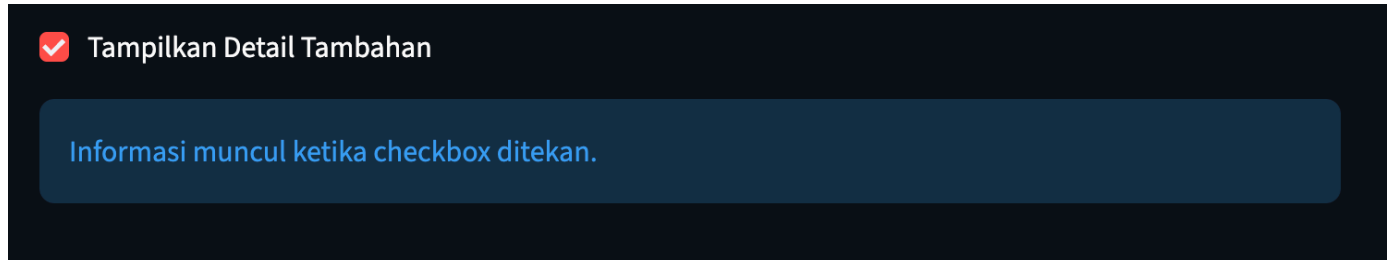 Tampilkan Detail Tambahan
Informasi muncul ketika checkbox ditekan.